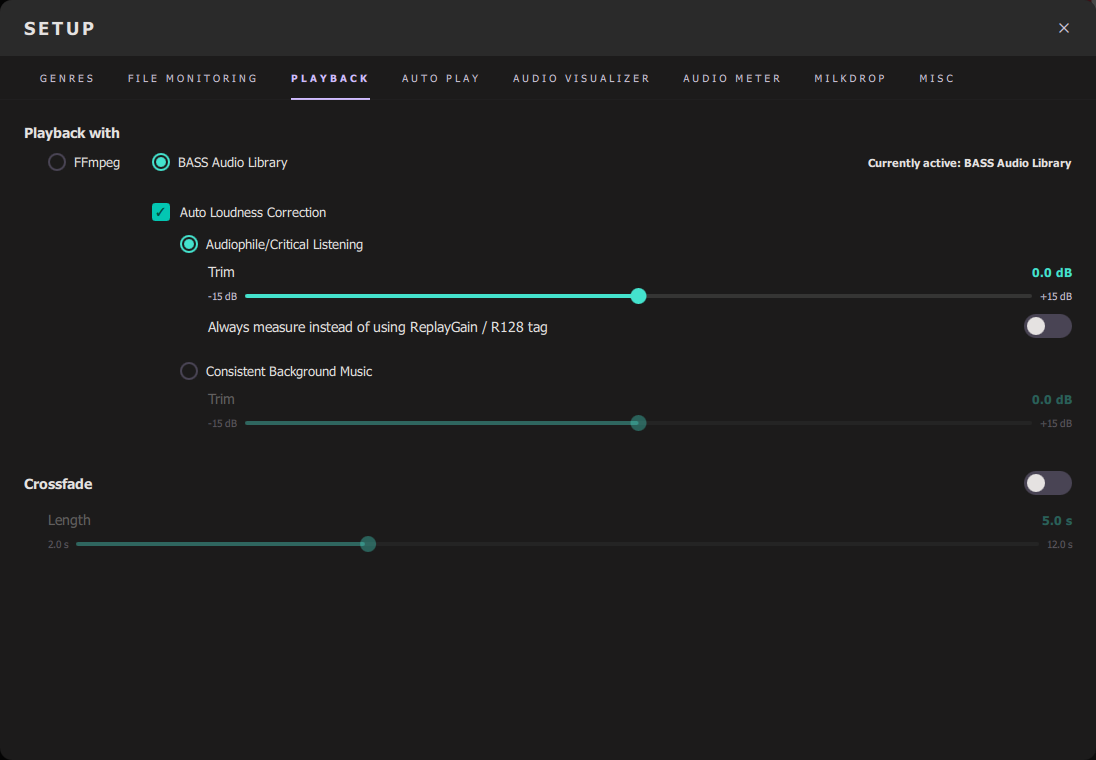 SETUP
GENRES FILE MONITORING PLAYBACK AUTO PLAY AUDIO VISUALIZER AUDIO METER MILKDROP MISC
Playback with
FFmpeg BASS Audio Library Currently active: BASS Audio Library
Auto Loudness Correction
Audiophile/Critical Listening
Trim 0.0 dB
-15 dB +15 dB
Always measure instead of using ReplayGain / R128 tag
Consistent Background Music
Trim 0.0 dB
-15 dB +15 dB
Crossfade
Length 5.0 s
2.0 s 12.0 s